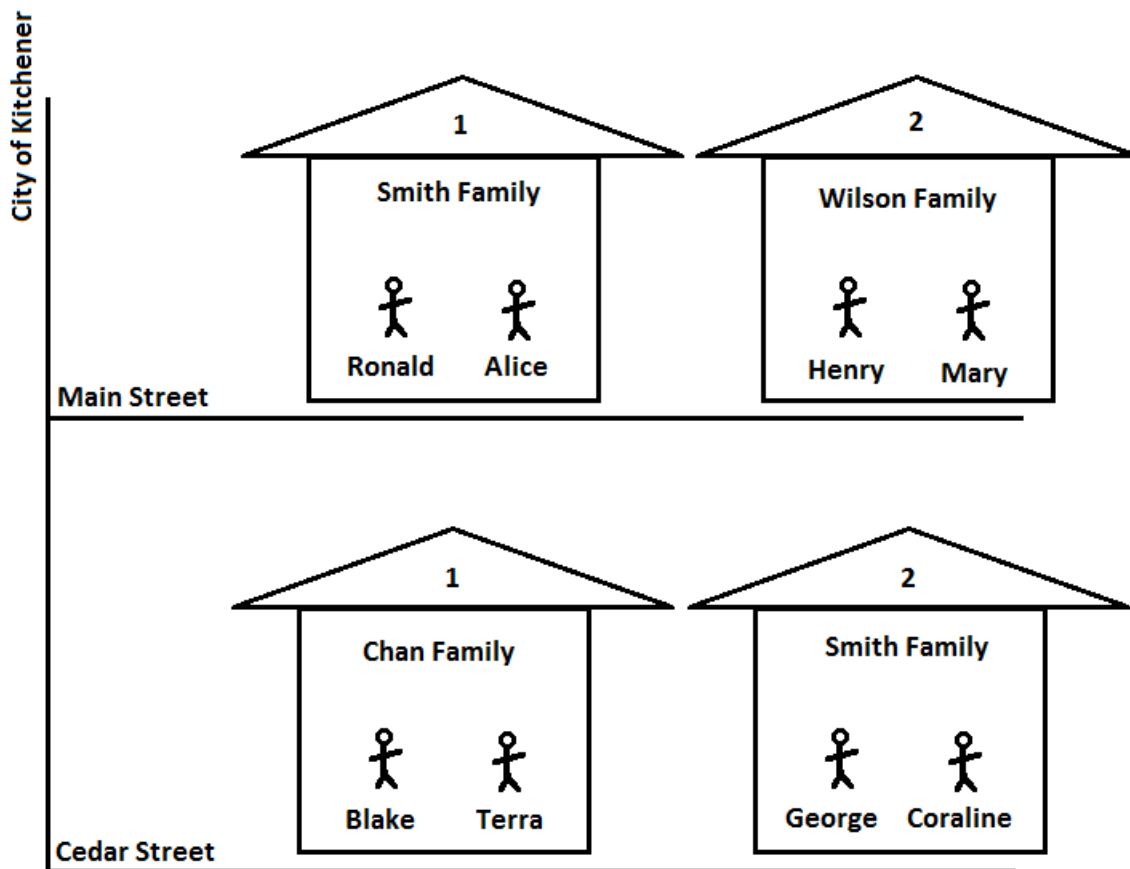 City of Kitchener
1
2
Smith Family
Wilson Family
Ronald Alice
Henry Mary
Main Street
1
2
Chan Family
Smith Family
Blake Terra
George Coraline
Cedar Street